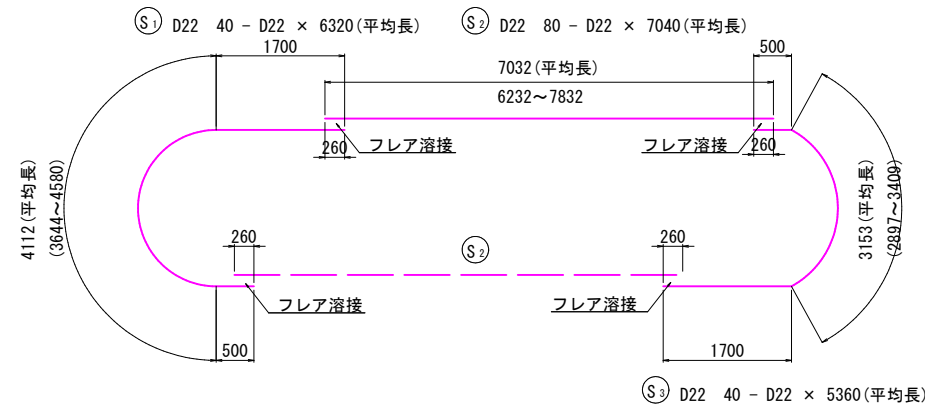 S1 D22 40 - D22 × 6320(平均長)
S2 D22 80 - D22 × 7040(平均長)
1700
500
7032(平均長)
6232～7832
フレア溶接
フレア溶接
260
260
4112(平均長)
(3644～4580)
3153(平均長)
(2897～3409)
260
S2
260
フレア溶接
フレア溶接
500
1700
S3 D22 40 - D22 × 5360(平均長)